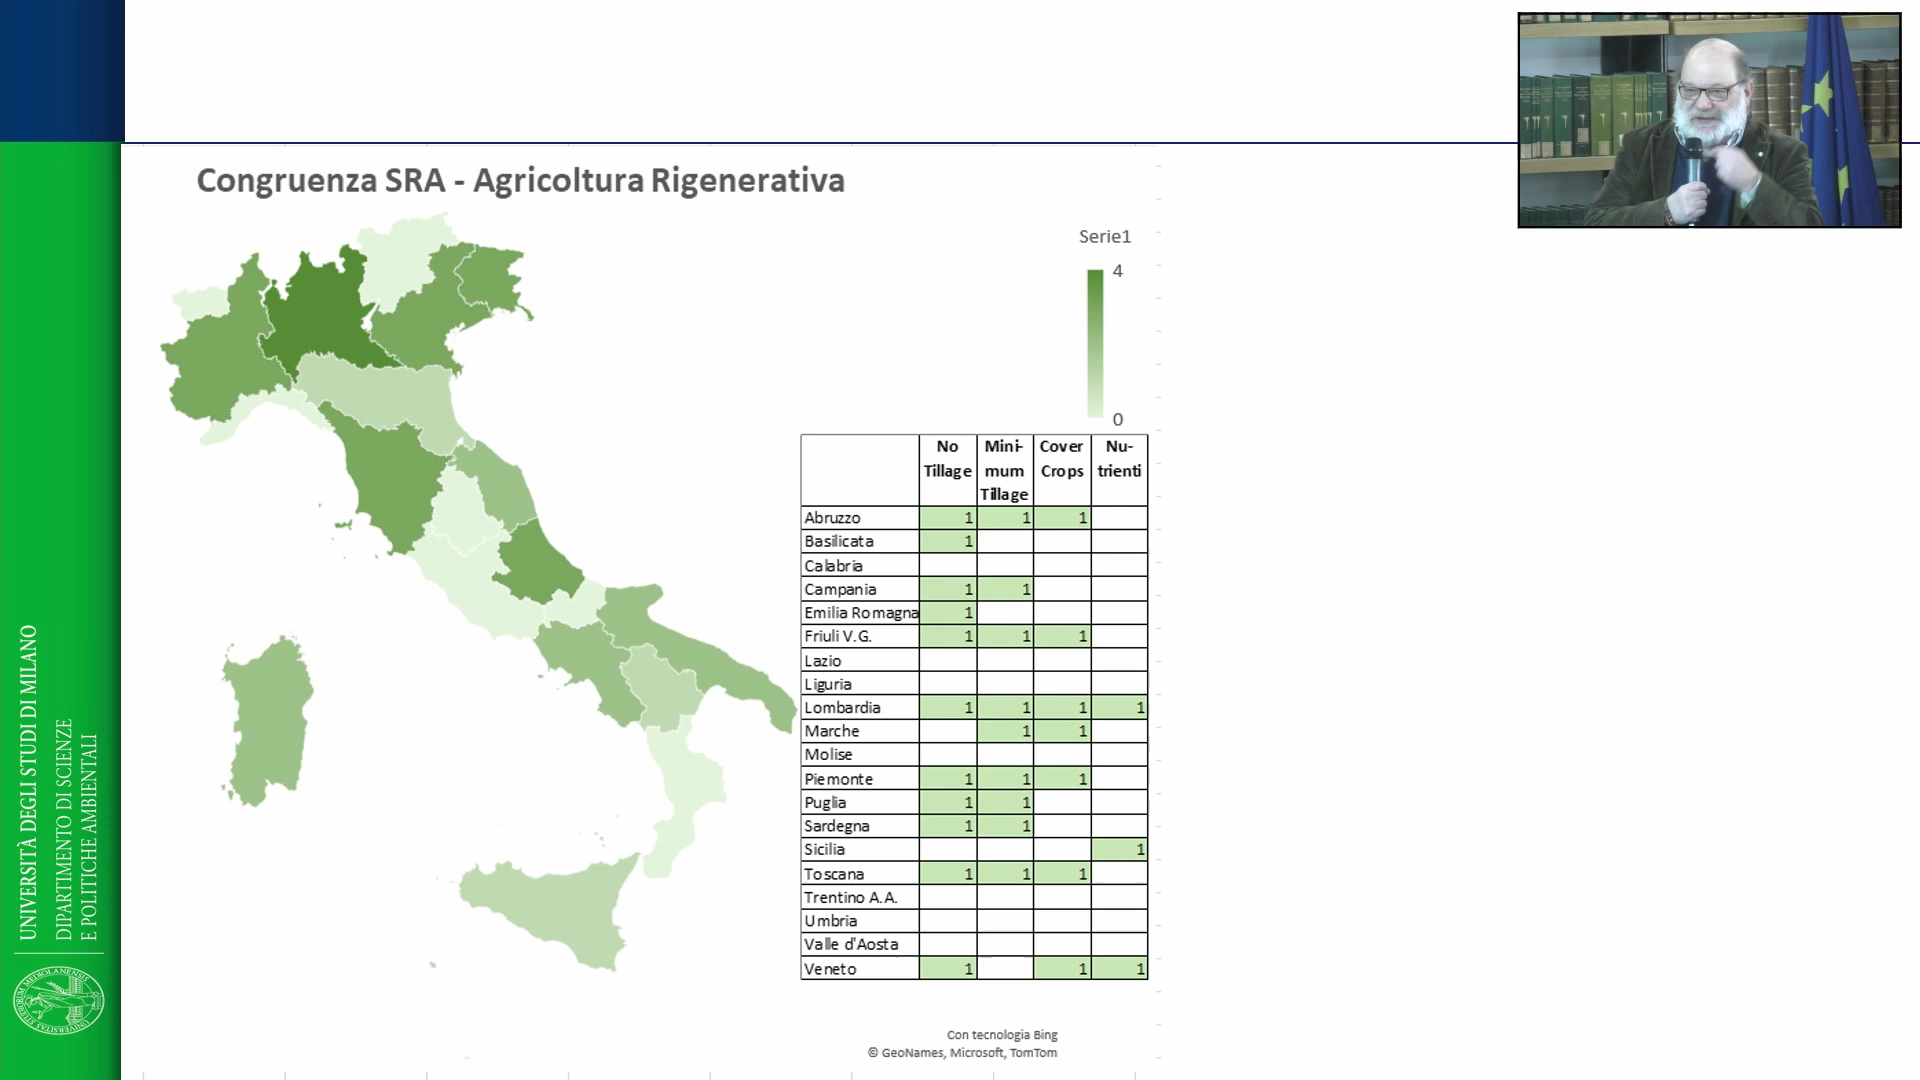 Congruenza SRA - Agricoltura Rigenerativa
Serie1
4
0
No Tillage Mini-mum Tillage Cover Crops Nu-trienti
Abruzzo 1 1 1
Basilicata 1
Calabria
Campania 1 1
Emilia Romagna 1
Friuli V.G. 1 1 1
Lazio
Liguria
Lombardia 1 1 1 1
Marche 1 1
Molise
Piemonte 1 1 1
Puglia 1 1
Sardegna 1 1
Sicilia 1
Toscana 1 1 1
Trentino A.A.
Umbria
Valle d'Aosta
Veneto 1 1 1
Con tecnologia Bing
© GeoNames, Microsoft, TomTom
UNIVERSITÀ DEGLI STUDI DI MILANO
DIPARTIMENTO DI SCIENZE
E POLITICHE AMBIENTALI